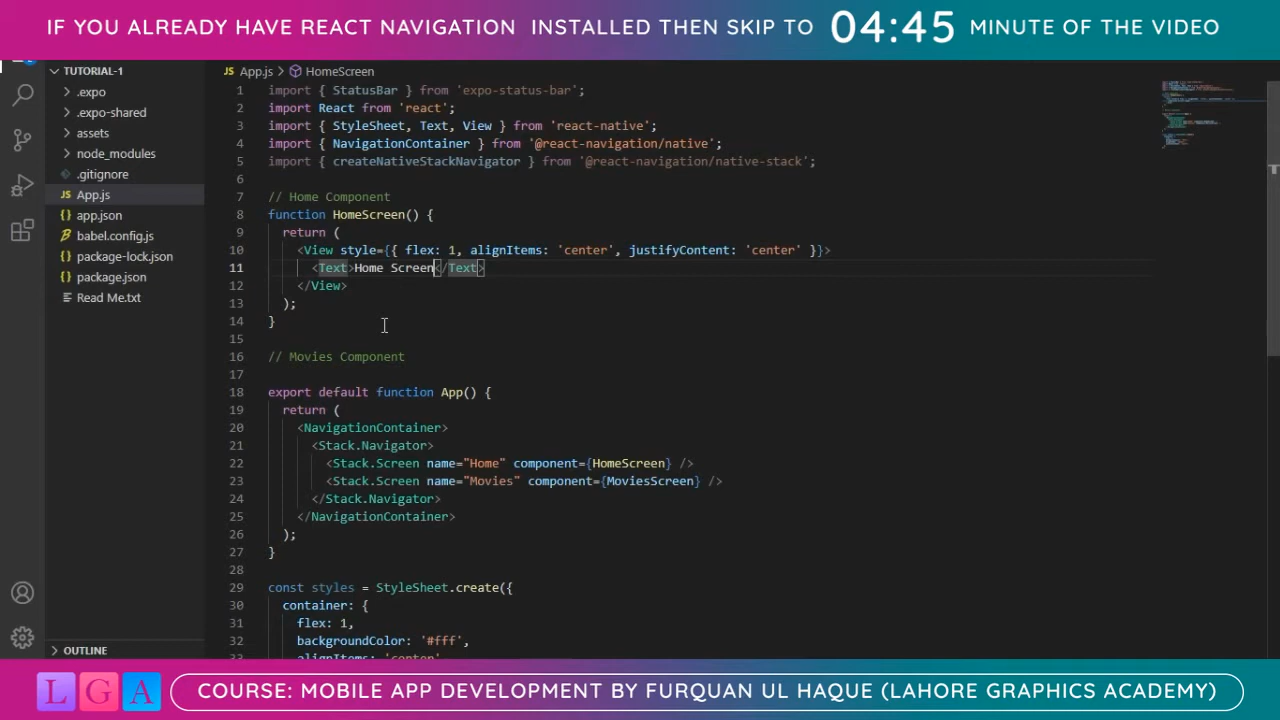 IF YOU ALREADY HAVE REACT NAVIGATION INSTALLED THEN SKIP TO 04:45 MINUTE OF THE VIDEO
TUTORIAL-1
.expo
.expo-shared
assets
node_modules
.gitignore
JS App.js
{} app.json
babel.config.js
{} package-lock.json
{} package.json
Read Me.txt
OUTLINE
JS App.js > HomeScreen
1 import { StatusBar } from 'expo-status-bar';
2 import React from 'react';
3 import { StyleSheet, Text, View } from 'react-native';
4 import { NavigationContainer } from '@react-navigation/native';
5 import { createNativeStackNavigator } from '@react-navigation/native-stack';
6
7 // Home Component
8 function HomeScreen() {
9 return (
10 <View style={{ flex: 1, alignItems: 'center', justifyContent: 'center' }}>
11 <Text>Home Screen</Text>
12 </View>
13 );
14 }
15
16 // Movies Component
17
18 export default function App() {
19 return (
20 <NavigationContainer>
21 <Stack.Navigator>
22 <Stack.Screen name="Home" component={HomeScreen} />
23 <Stack.Screen name="Movies" component={MoviesScreen} />
24 </Stack.Navigator>
25 </NavigationContainer>
26 );
27 }
28
29 const styles = StyleSheet.create({
30 container: {
31 flex: 1,
32 backgroundColor: '#fff',
LGA
COURSE: MOBILE APP DEVELOPMENT BY FURQUAN UL HAQUE (LAHORE GRAPHICS ACADEMY)